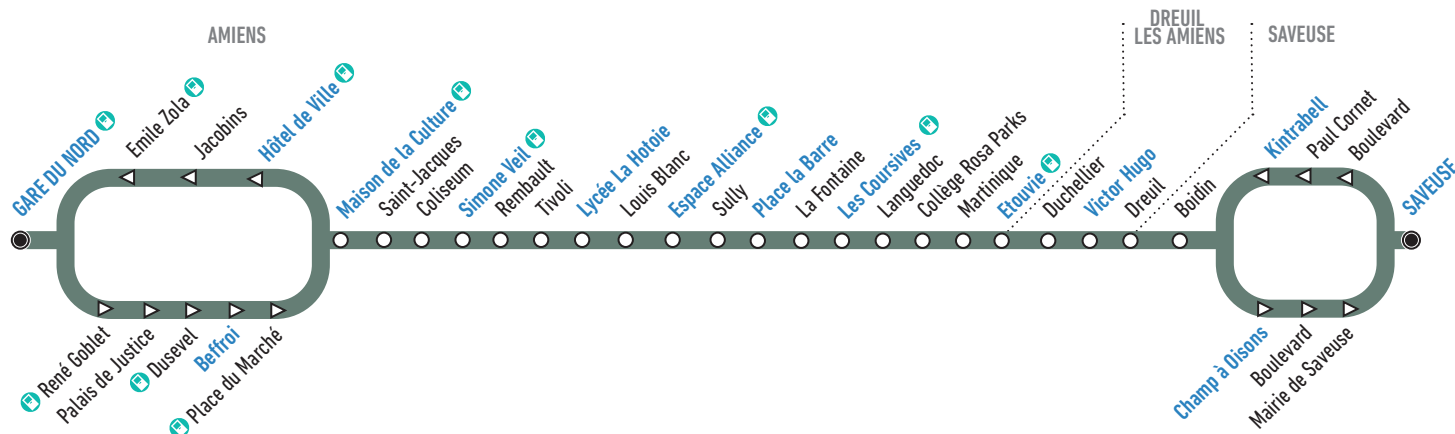 AMIENS
DREUIL
LES AMIENS
SAVEUSE
GARE DU NORD
Emile Zola
Jacobins
Hôtel de Ville
Maison de la Culture
Saint-Jacques
Coliseum
Simone Veil
Rembault
Tivoli
Lycée La Hotoie
Louis Blanc
Espace Alliance
Sully
Place la Barre
La Fontaine
Les Coursives
Languedoc
Collège Rosa Parks
Martinique
Etouvie
Duchellier
Victor Hugo
Dreuil
Boidin
Kintrabell
Paul Cornet
Boulevard
SAVEUSE
René Goblet
Palais de Justice
Dusevel
Beffroi
Place du Marché
Champ à Oisons
Boulevard
Mairie de Saveuse